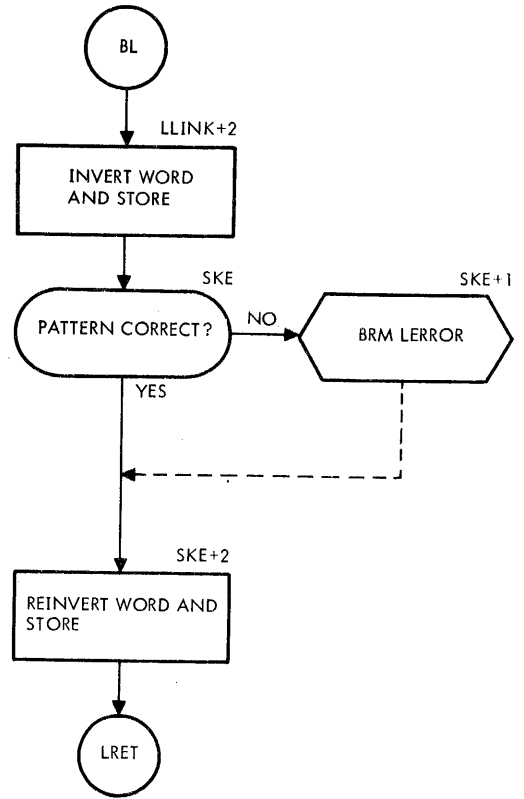 BL
LLINK+2
INVERT WORD
AND STORE
SKE
PATTERN CORRECT?
NO
SKE+1
BRM LERROR
YES
SKE+2
REINVERT WORD AND
STORE
LRET